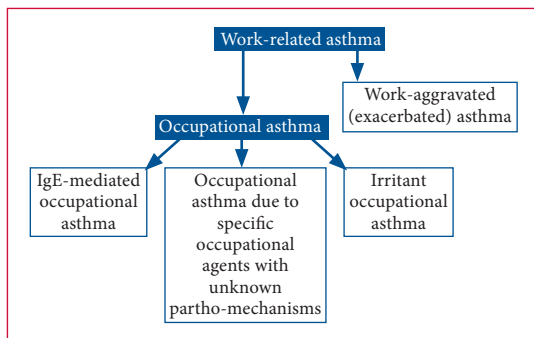 Work-related asthma
Work-aggravated
(exacerbated) asthma
Occupational asthma
IgE-mediated
occupational
asthma
Occupational
asthma due to
specific
occupational
agents with
unknown
partho-mechanisms
Irritant
occupational
asthma